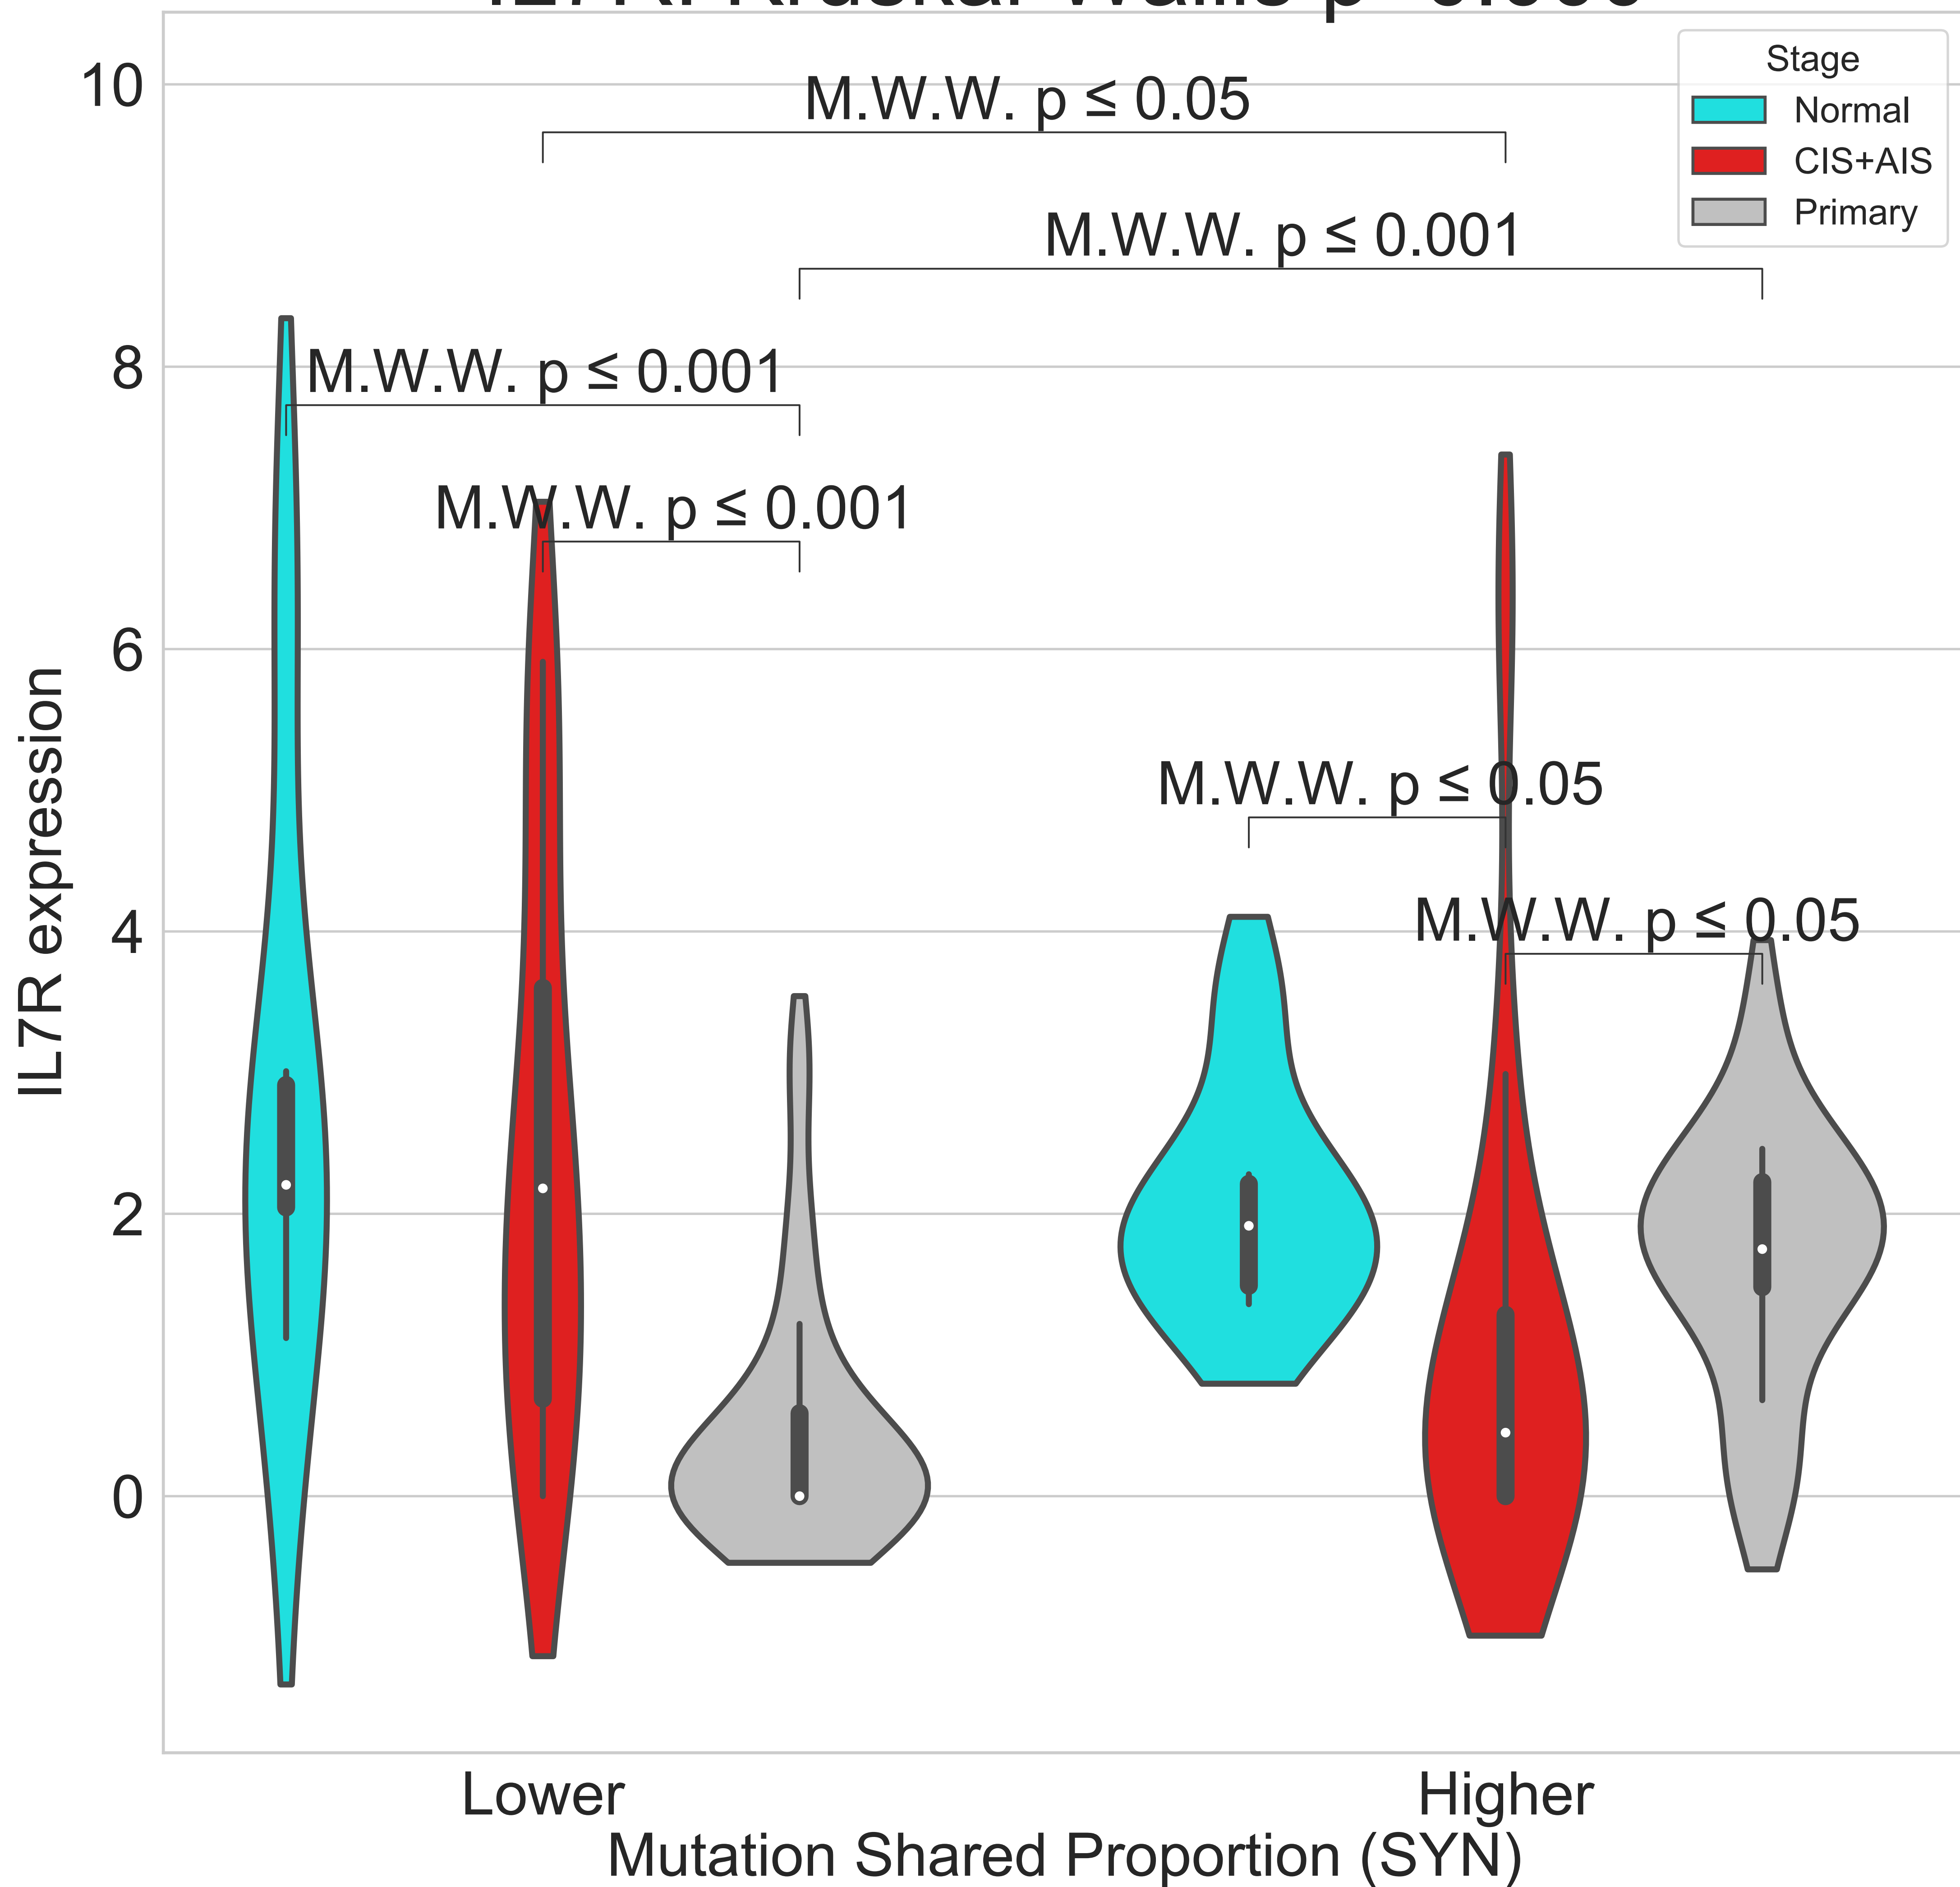 10
8
6
4
2
0
IL7R expression
M.W.W. p ≤ 0.05
M.W.W. p ≤ 0.001
M.W.W. p ≤ 0.001
M.W.W. p ≤ 0.001
M.W.W. p ≤ 0.05
M.W.W. p ≤ 0.05
Stage
Normal
CIS+AIS
Primary
Lower
Higher
Mutation Shared Proportion (SYN)